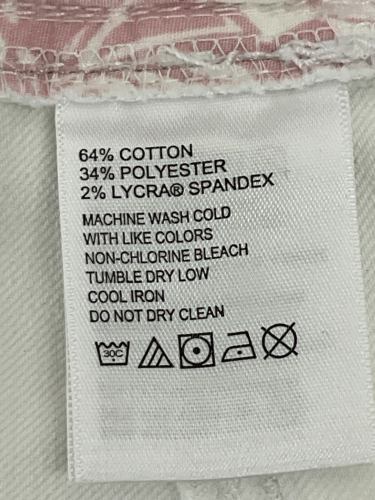 64% COTTON
34% POLYESTER
2% LYCRA® SPANDEX
MACHINE WASH COLD
WITH LIKE COLORS
NON-CHLORINE BLEACH
TUMBLE DRY LOW
COOL IRON
DO NOT DRY CLEAN
30C